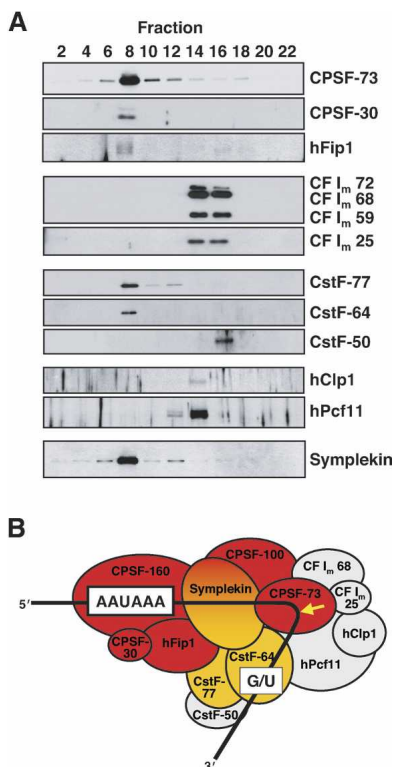 A
Fraction
2 4 6 8 10 12 14 16 18 20 22
CPSF-73
CPSF-30
hFip1
CF Im 72
CF Im 68
CF Im 59
CF Im 25
CstF-77
CstF-64
CstF-50
hClp1
hPcf11
Symplekin
B
CPSF-160
CPSF-100
CF Im 68
AAUAAA
Symplekin
CPSF-73
CF Im
25
5′
CPSF-
30
hFip1
CstF-64
hPcf11
hClp1
CstF-
77
G/U
CstF-50
3′